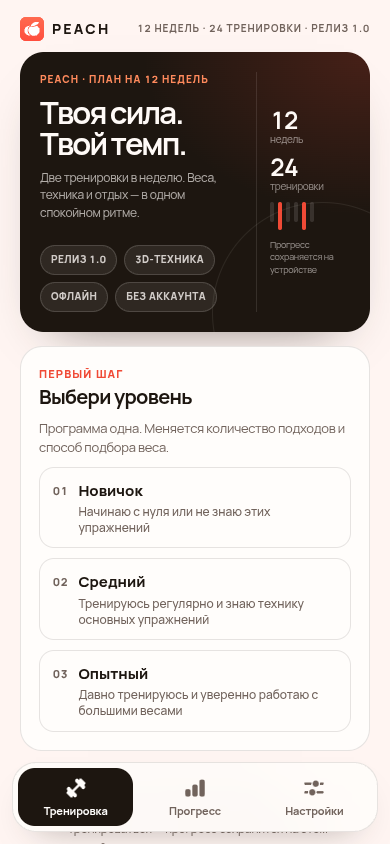 PEACH
12 НЕДЕЛЬ · 24 ТРЕНИРОВКИ · РЕЛИЗ 1.0
PEACH · ПЛАН НА 12 НЕДЕЛЬ
Твоя сила.
Твой темп.
Две тренировки в неделю. Веса,
техника и отдых — в одном
спокойном ритме.
РЕЛИЗ 1.0
3D-ТЕХНИКА
ОФЛАЙН
БЕЗ АККАУНТА
12
недель
24
тренировки
Прогресс
сохраняется на
устройстве
ПЕРВЫЙ ШАГ
Выбери уровень
Программа одна. Меняется количество подходов и
способ подбора веса.
01
Новичок
Начинаю с нуля или не знаю этих
упражнений
02
Средний
Тренируюсь регулярно и знаю технику
основных упражнений
03
Опытный
Давно тренируюсь и уверенно работаю с
большими весами
Тренировка
Прогресс
Настройки